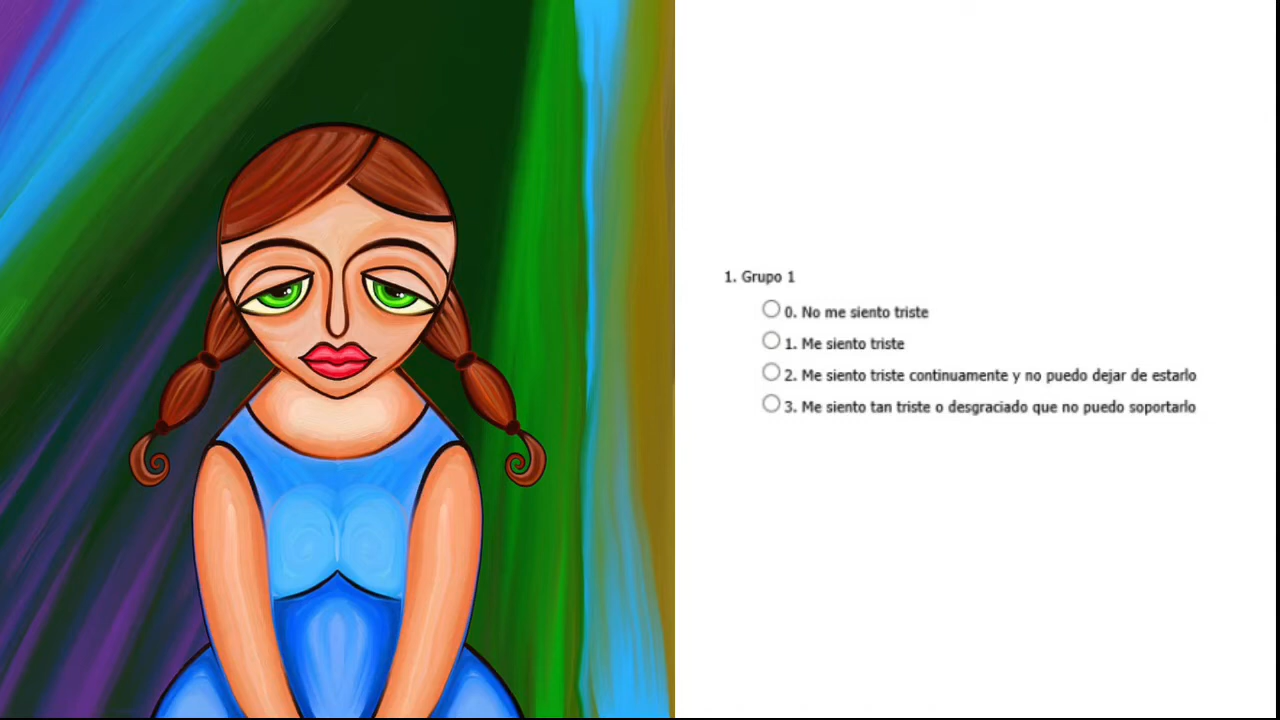 1. Grupo 1
0. No me siento triste
1. Me siento triste
2. Me siento triste continuamente y no puedo dejar de estarlo
3. Me siento tan triste o desgraciado que no puedo soportarlo